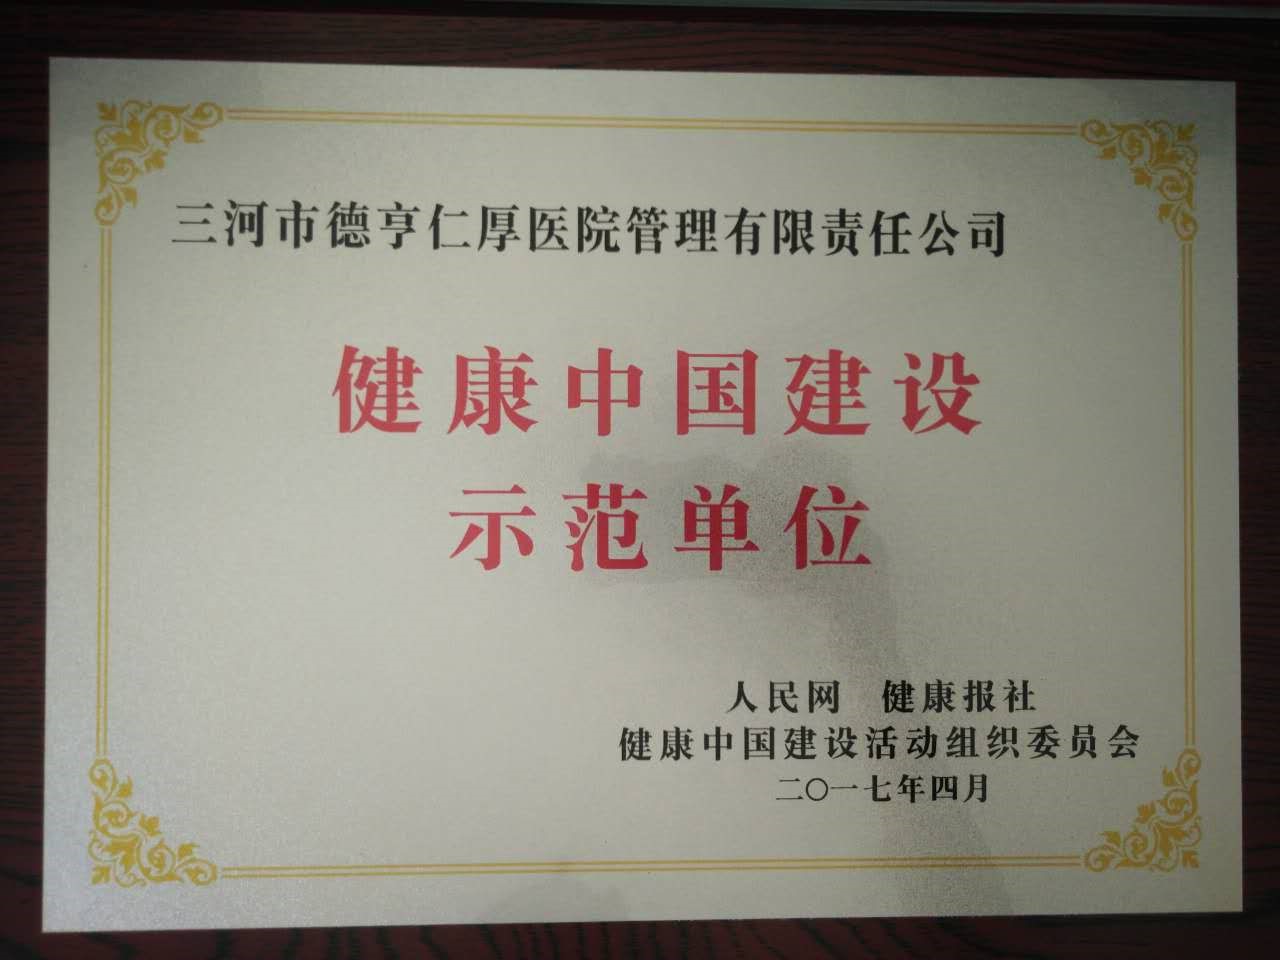 三河市德亨仁厚医院管理有限责任公司
健康中国建设
示范单位
人民网 健康报社
健康中国建设活动组织委员会
二〇一七年四月